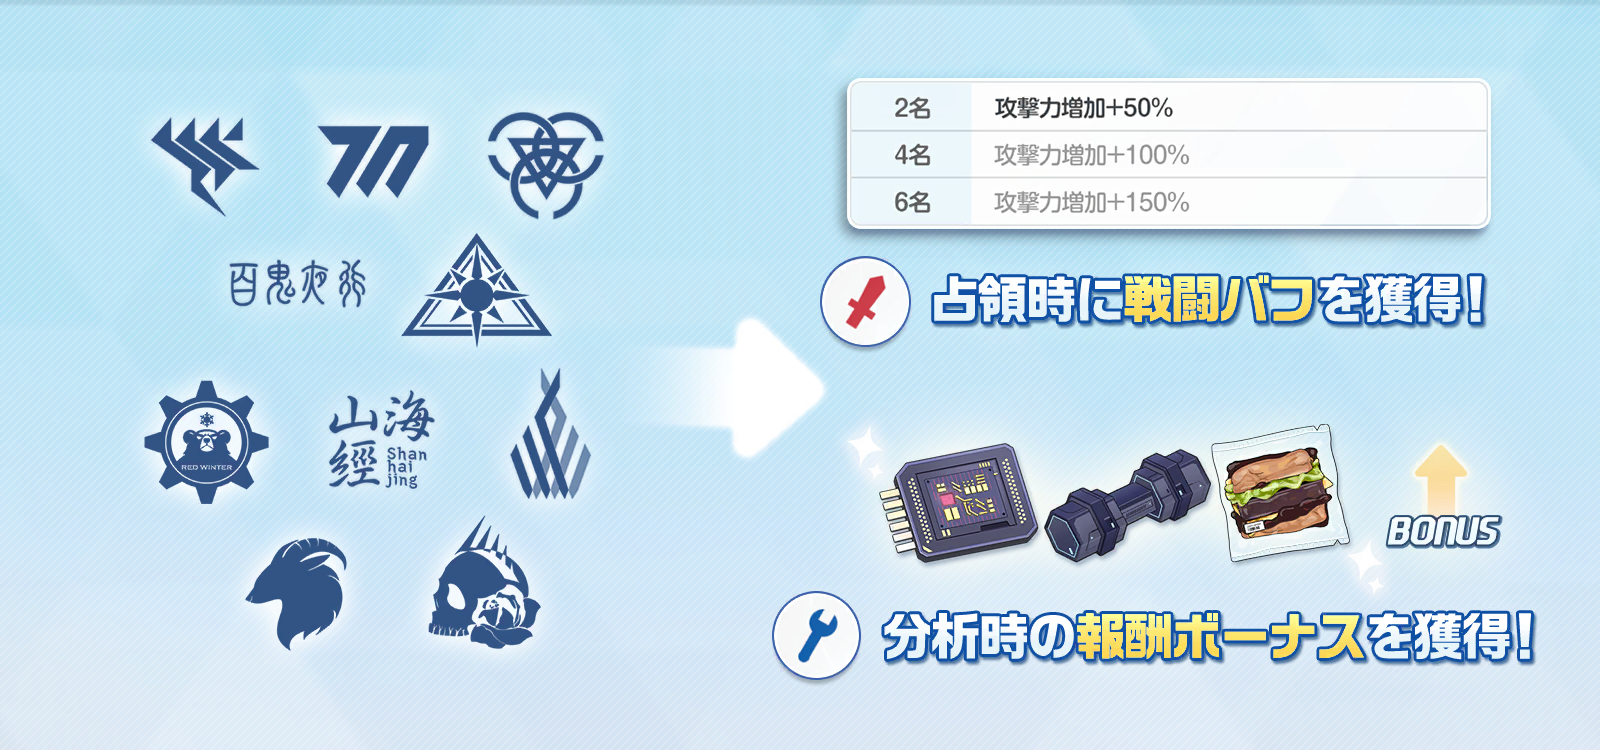 2名 攻撃力増加+50%
4名 攻撃力増加+100%
6名 攻撃力増加+150%
百鬼夜行
占領時に戦闘バフを獲得!
RED WINTER
山海
經
Shan
hai
jing
BONUS
分析時の報酬ボーナスを獲得!